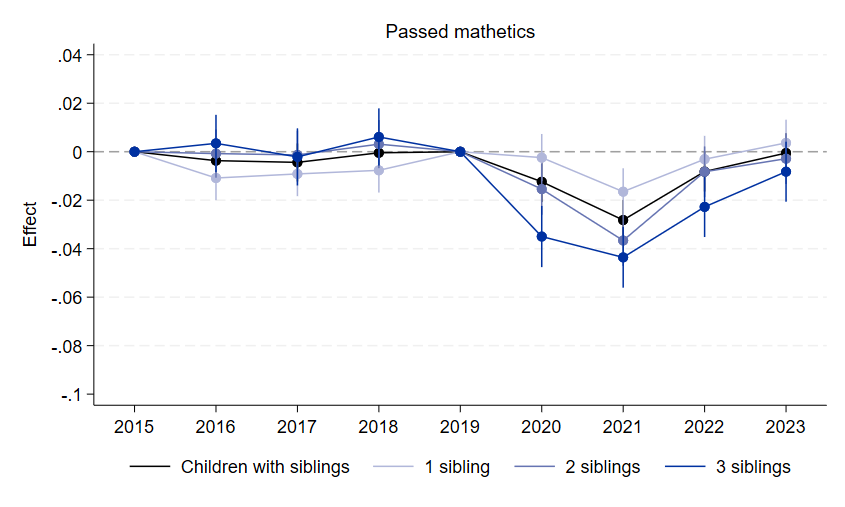 Passed mathetics
Effect
.04
.02
0
-.02
-.04
-.06
-.08
-.1
2015 2016 2017 2018 2019 2020 2021 2022 2023
Children with siblings 1 sibling 2 siblings 3 siblings